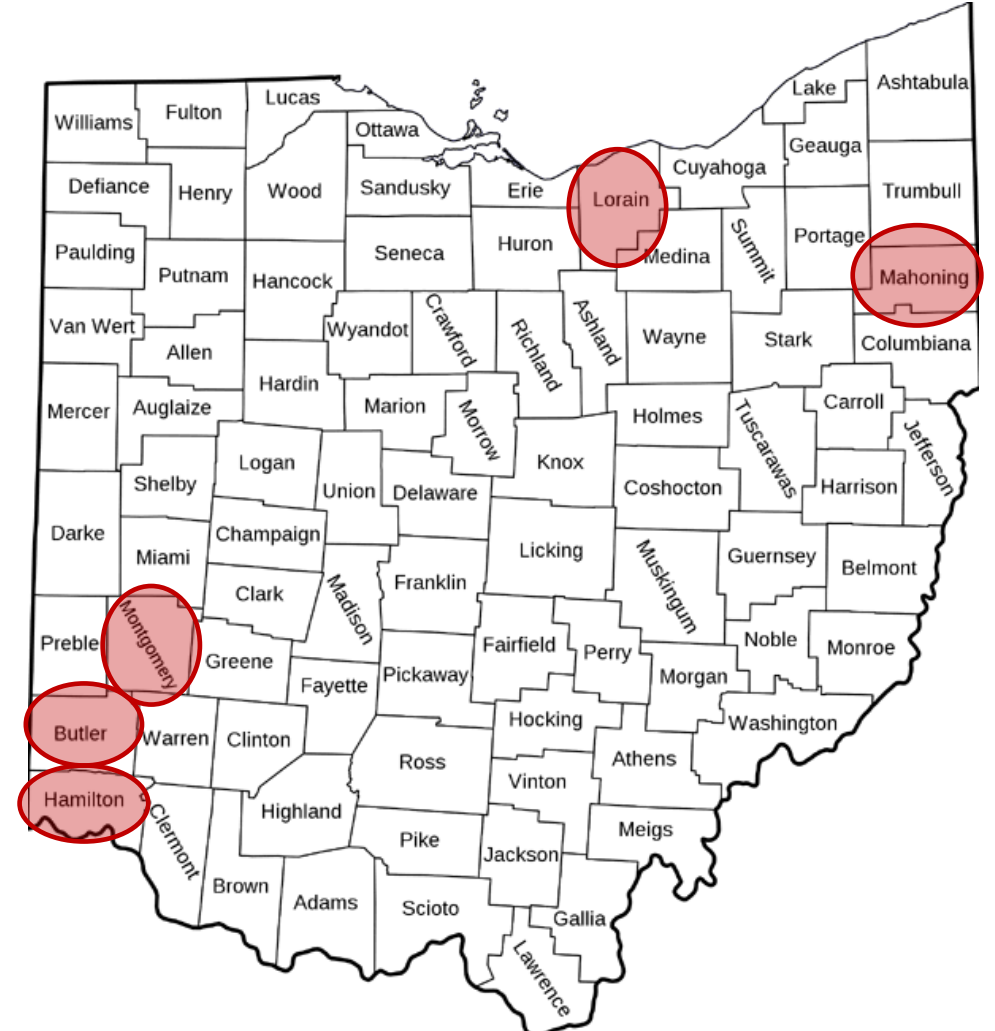 Lake
Ashtabula
Lucas
Fulton
Williams
Ottawa
Geauga
Cuyahoga
Defiance
Henry
Wood
Sandusky
Erie
Lorain
Trumbull
Paulding
Seneca
Huron
Medina
Summit
Portage
Putnam
Hancock
Mahoning
Van Wert
Wyandot
Crawford
Richland
Ashland
Wayne
Stark
Columbiana
Allen
Hardin
Mercer
Auglaize
Marion
Morrow
Holmes
Tuscarawas
Carroll
Jefferson
Logan
Knox
Shelby
Union
Delaware
Coshocton
Harrison
Darke
Champaign
Miami
Licking
Muskingum
Guernsey
Belmont
Clark
Madison
Franklin
Preble
Montgomery
Greene
Fairfield
Perry
Noble
Monroe
Fayette
Pickaway
Morgan
Butler
Warren
Clinton
Hocking
Washington
Ross
Athens
Vinton
Hamilton
Clermont
Highland
Pike
Jackson
Meigs
Brown
Adams
Scioto
Gallia
Lawrence